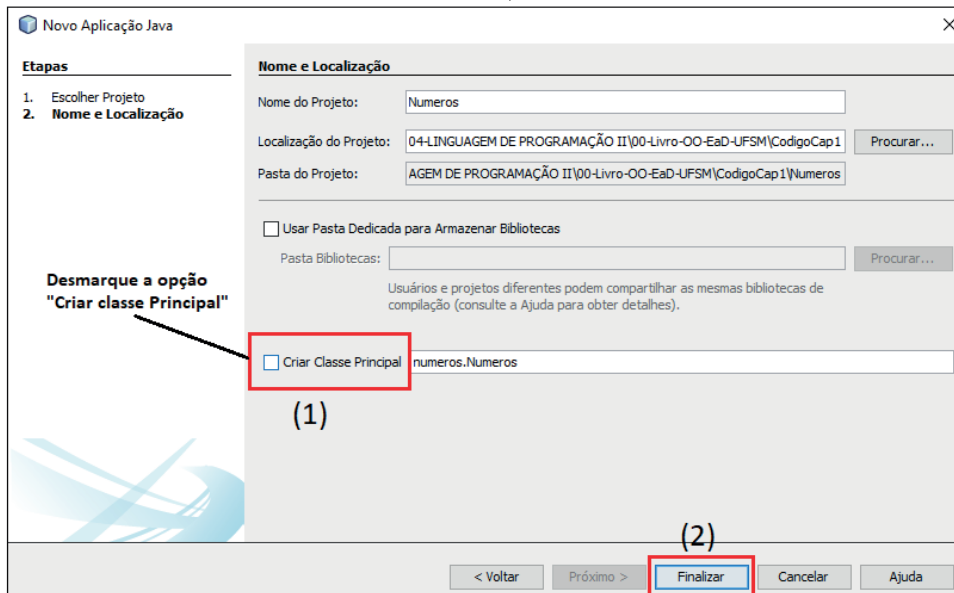 Novo Aplicação Java
Etapas
1. Escolher Projeto
2. Nome e Localização
Nome e Localização
Nome do Projeto: Numeros
Localização do Projeto: 04-LINGUAGEM DE PROGRAMAÇÃO II\00-Livro-OO-EaD-UFSM\CodigoCap1 Procurar...
Pasta do Projeto: AGEM DE PROGRAMAÇÃO II\00-Livro-OO-EaD-UFSM\CodigoCap1\Numeros
Usar Pasta Dedicada para Armazenar Bibliotecas
Pasta Bibliotecas: Procurar...
Usuários e projetos diferentes podem compartilhar as mesmas bibliotecas de
compilação (consulte a Ajuda para obter detalhes).
Desmarque a opção
"Criar classe Principal"
Criar Classe Principal numeros.Numeros
(1)
(2)
< Voltar Próximo > Finalizar Cancelar Ajuda